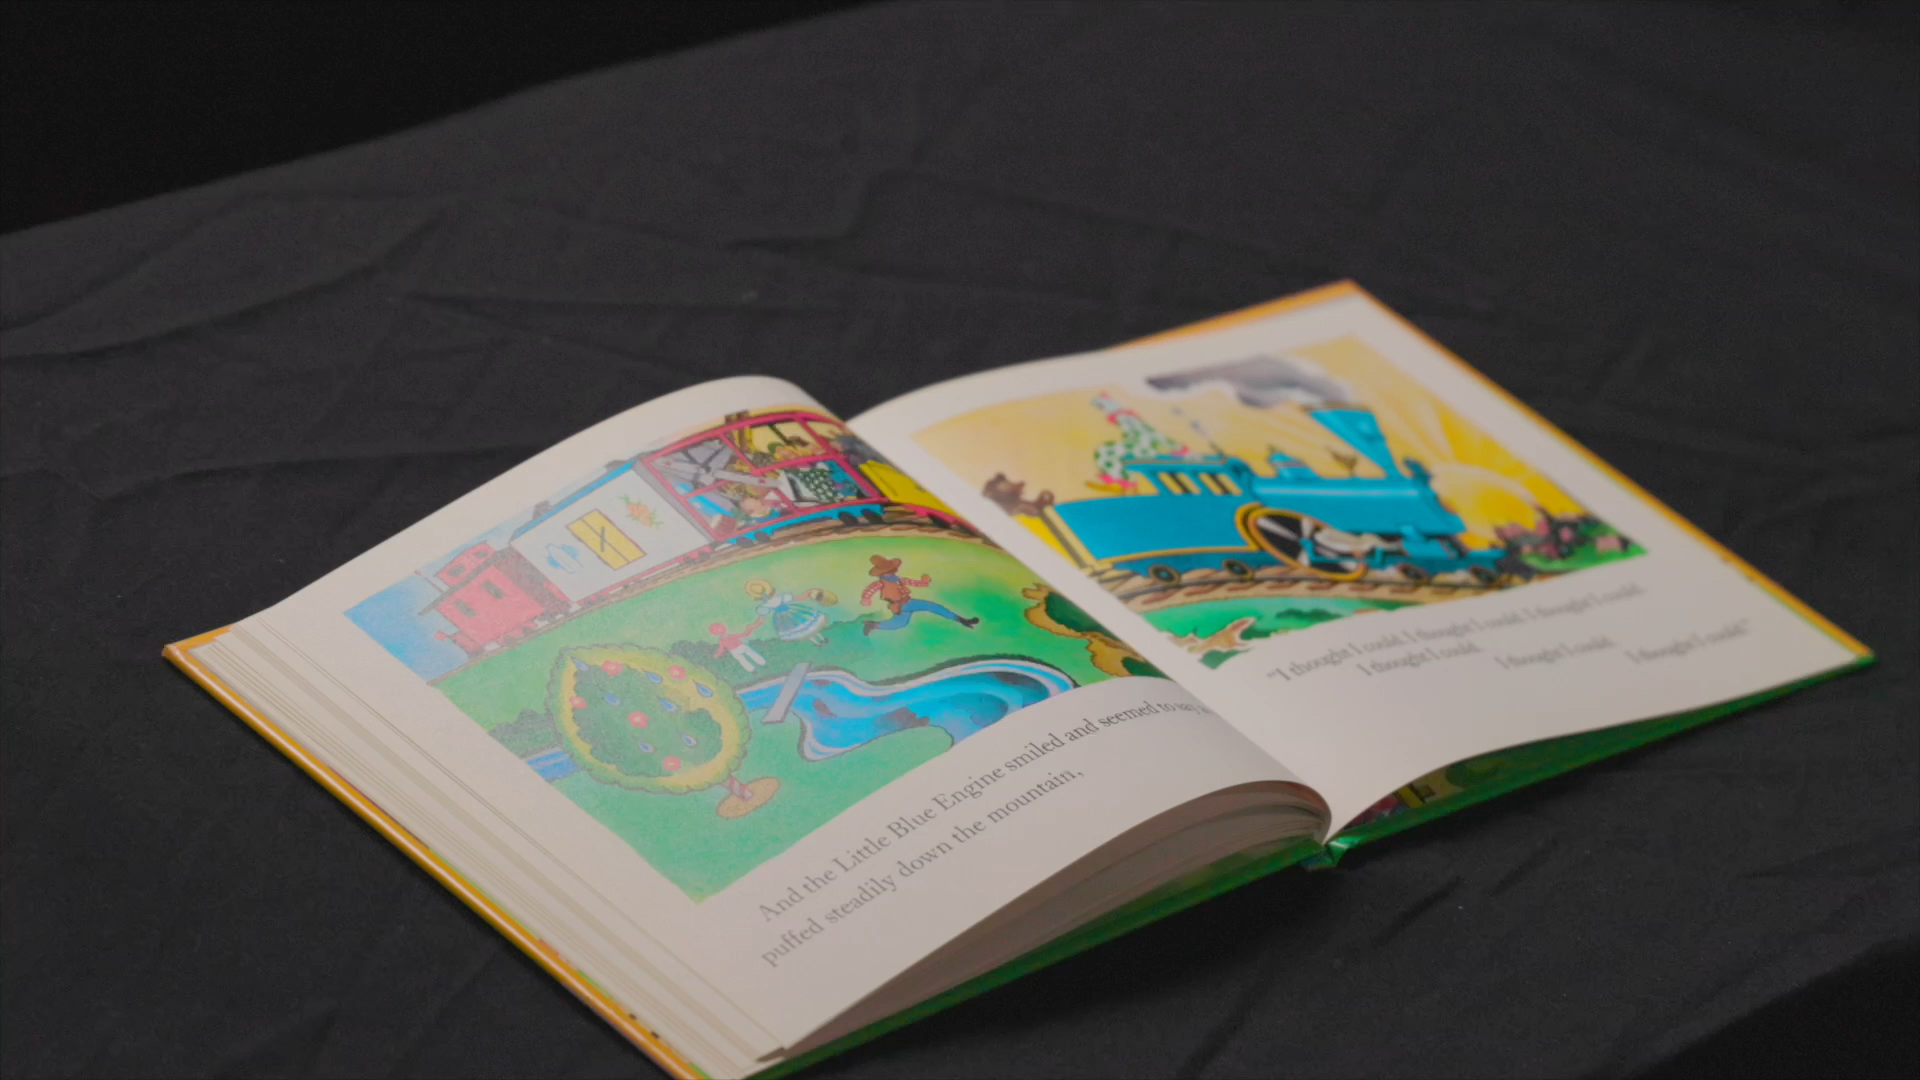 And the Little Blue Engine smiled and seemed to say as
puffed steadily down the mountain,
"I thought I could. I thought I could. I thought I could.
I thought I could. I thought I could. I thought I could."